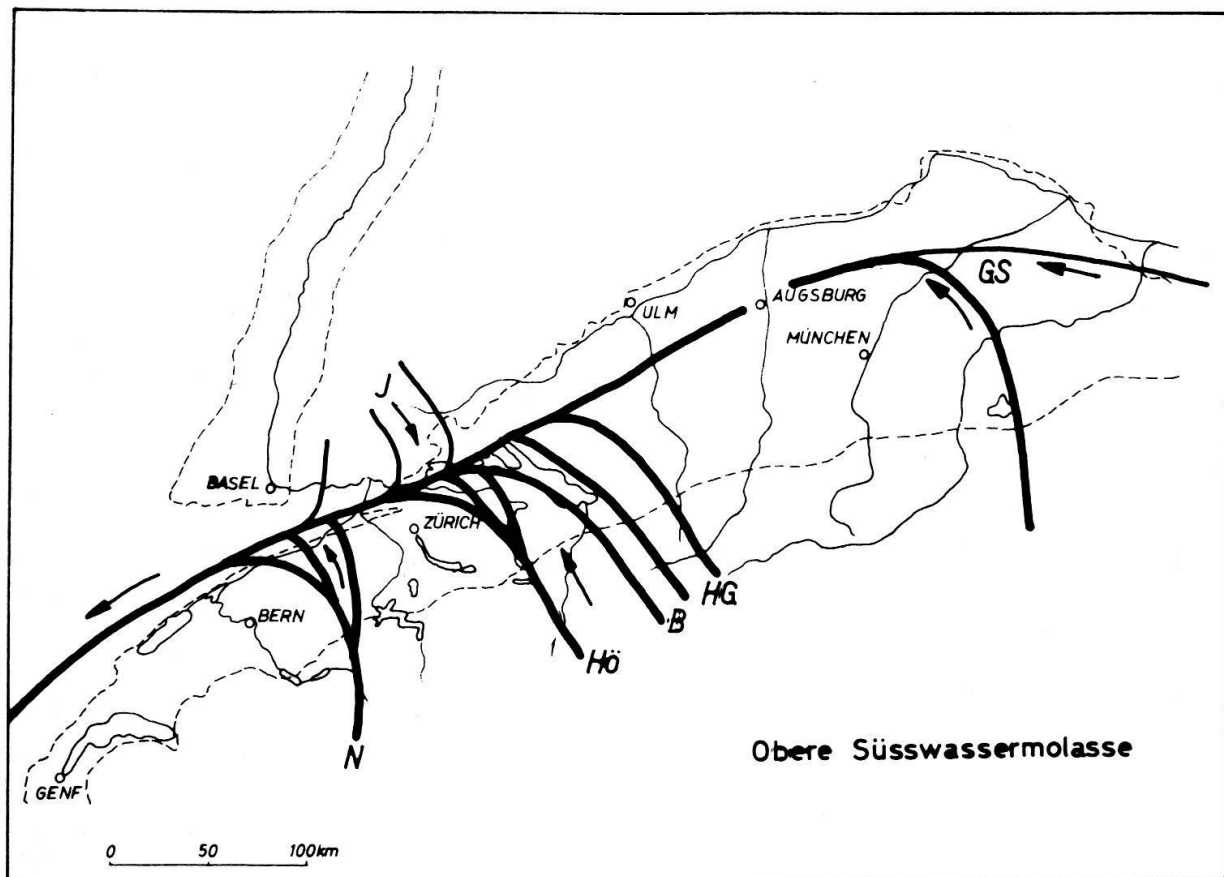 GS
ULM
AUGSBURG
MÜNCHEN
J
BASEL
ZÜRICH
HG
BERN
B
HÖ
N
Obere Süsswassermolasse
GENF
0 50 100km